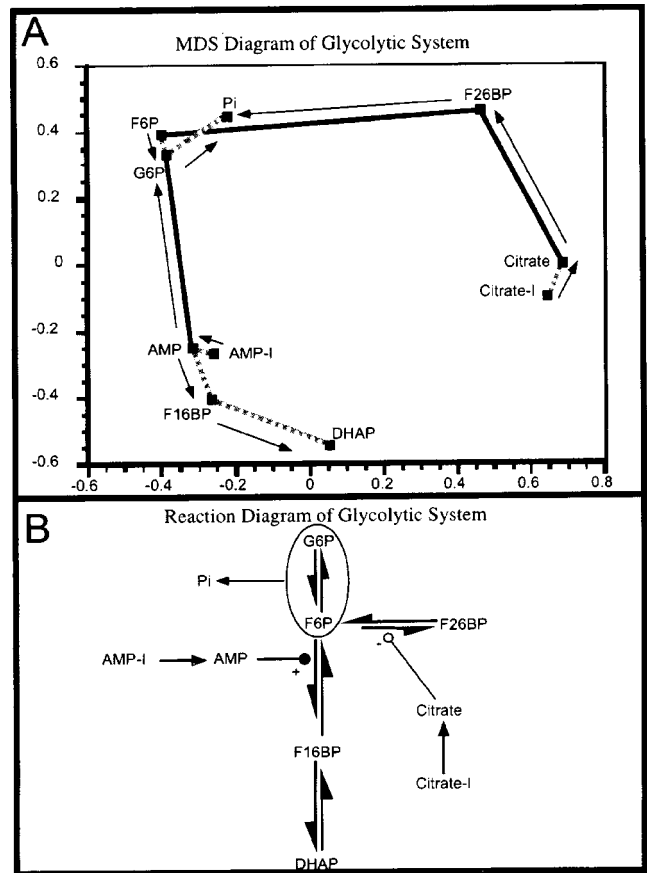 A
MDS Diagram of Glycolytic System
0.6
0.4
0.2
0
-0.2
-0.4
-0.6
-0.6
-0.4
-0.2
0
0.2
0.4
0.6
0.8
Pi
F26BP
F6P
G6P
Citrate
Citrate-I
AMP
AMP-I
F16BP
DHAP
B
Reaction Diagram of Glycolytic System
G6P
Pi
F6P
F26BP
-
AMP-I
AMP
+
Citrate
F16BP
Citrate-I
DHAP